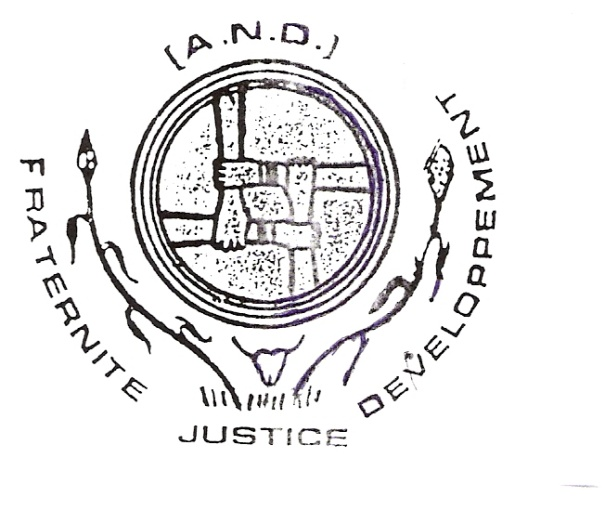 (A.N.D.)
FRATERNITE
JUSTICE
DEVELOPPEMENT